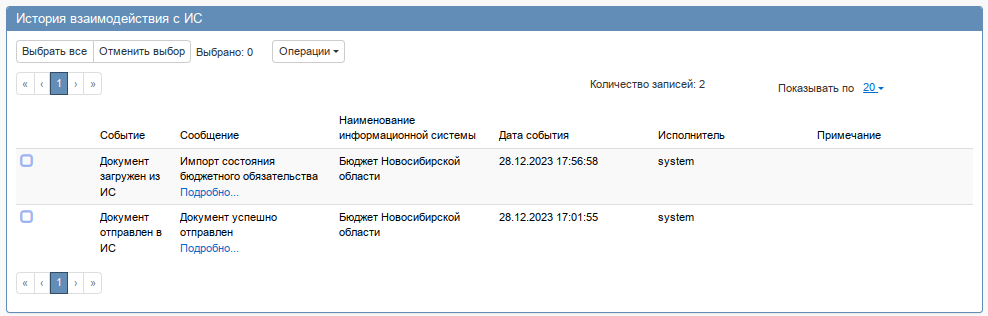 История взаимодействия с ИС
Выбрать все Отменить выбор Выбрано: 0 Операции
« ‹ 1 › » Количество записей: 2 Показывать по 20
Событие Сообщение Наименование информационной системы Дата события Исполнитель Примечание
Документ загружен из ИС Импорт состояния бюджетного обязательства Подробно... Бюджет Новосибирской области 28.12.2023 17:56:58 system
Документ отправлен в ИС Документ успешно отправлен Подробно... Бюджет Новосибирской области 28.12.2023 17:01:55 system
« ‹ 1 › »